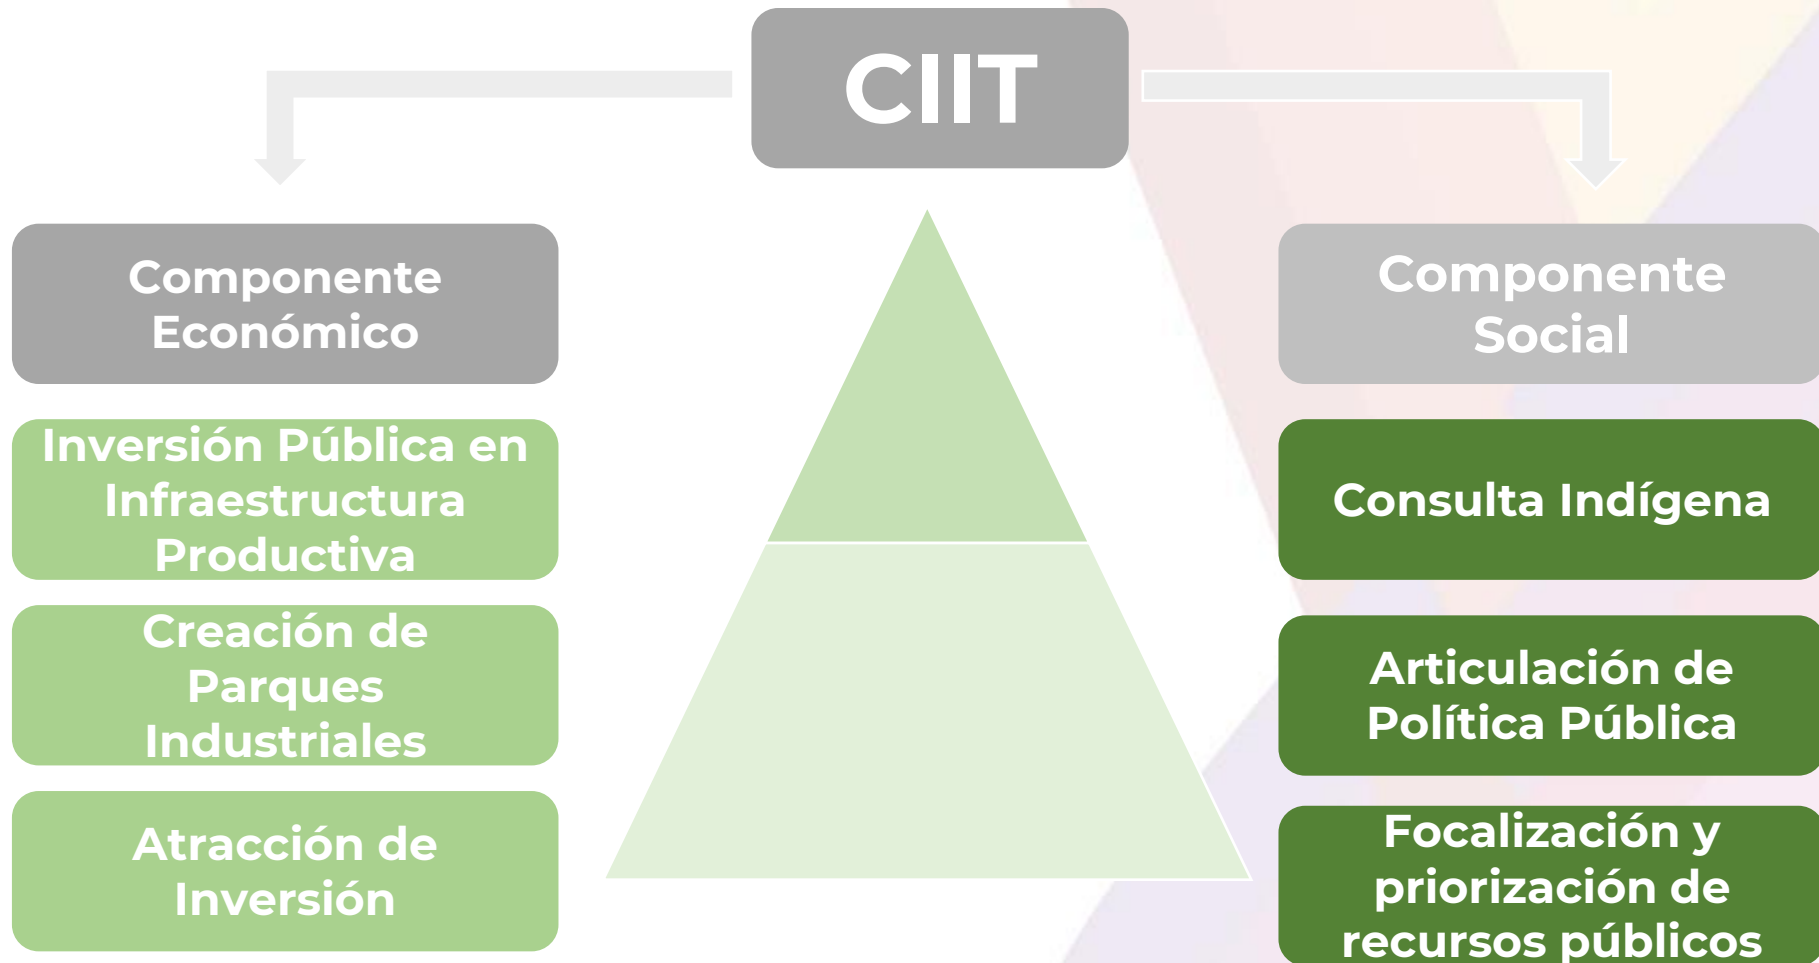 CIIT
Componente
Económico
Inversión Pública en
Infraestructura
Productiva
Creación de
Parques
Industriales
Atracción de
Inversión
Componente
Social
Consulta Indígena
Articulación de
Política Pública
Focalización y
priorización de
recursos públicos